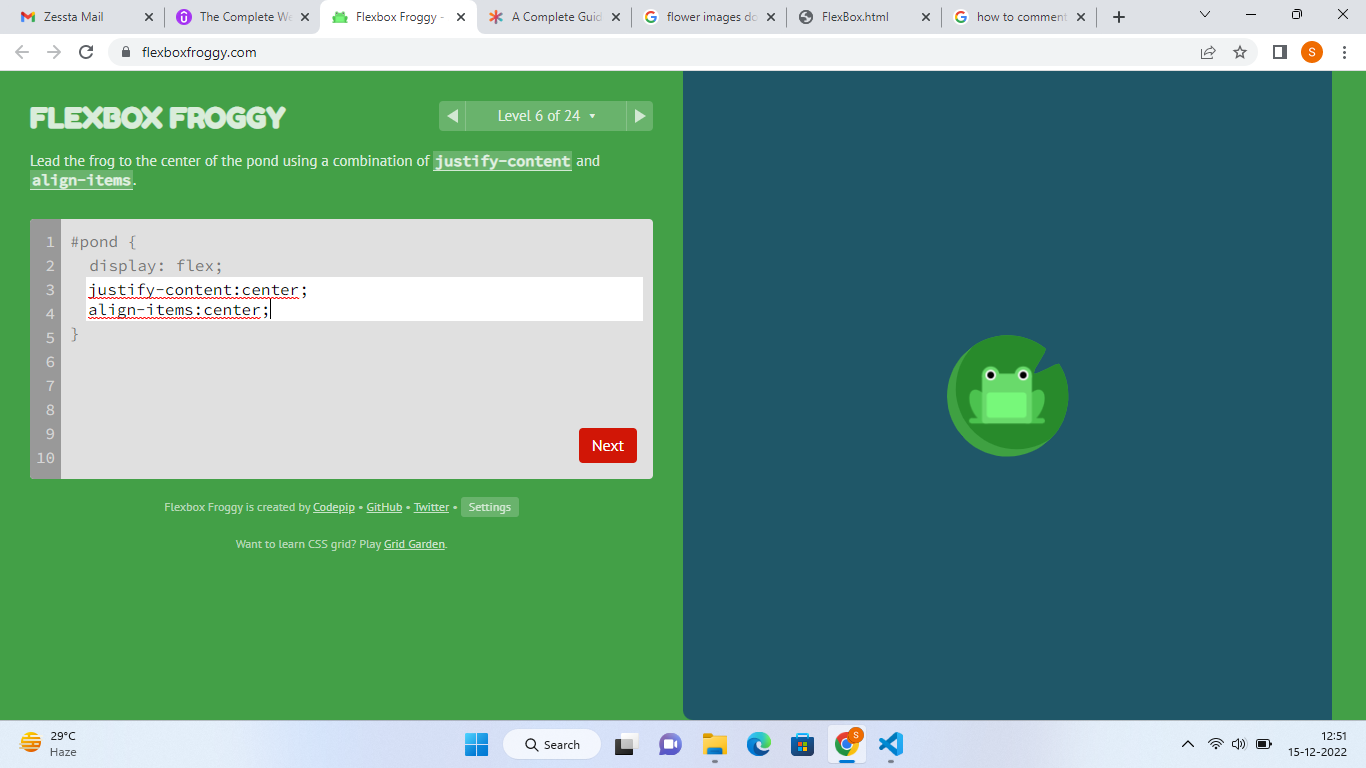 Zessta Mail
The Complete We
Flexbox Froggy -
A Complete Guid
flower images do
FlexBox.html
how to comment
flexboxfroggy.com
S
FLEXBOX FROGGY
Level 6 of 24
Lead the frog to the center of the pond using a combination of justify-content and
align-items.
1 #pond {
2 display: flex;
3 justify-content:center;
4 align-items:center;
5 }
6
7
8
9
10
Next
Flexbox Froggy is created by Codepip • GitHub • Twitter • Settings
Want to learn CSS grid? Play Grid Garden.
29°C
Haze
Search
S
12:51
15-12-2022